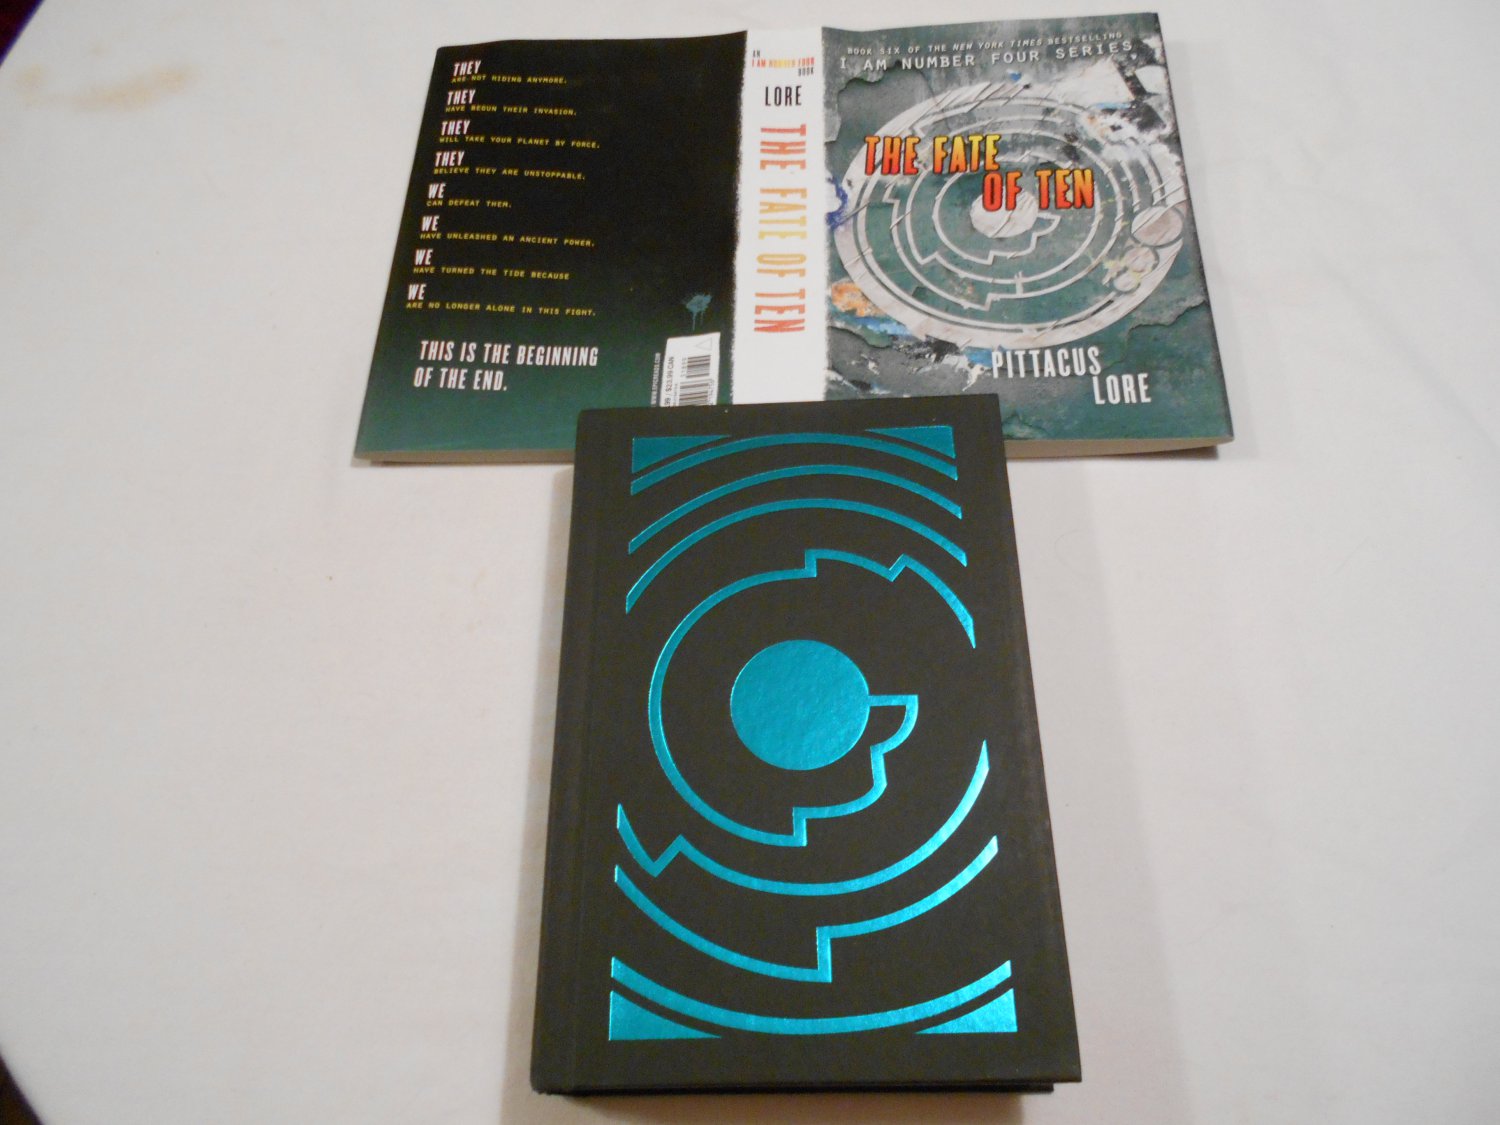 THEY
ARE NOT HIDING ANYMORE.
THEY
HAVE BEGUN THEIR INVASION.
THEY
WILL TAKE YOUR PLANET BY FORCE.
THEY
BELIEVE THEY ARE UNSTOPPABLE.
WE
CAN DEFEAT THEM.
WE
HAVE UNLEASHED AN ANCIENT POWER.
WE
HAVE TURNED THE TIDE BECAUSE
WE
ARE NO LONGER ALONE IN THIS FIGHT.
THIS IS THE BEGINNING
OF THE END.
AN
I AM NUMBER FOUR
BOOK
LORE
THE FATE OF TEN
BOOK SIX OF THE NEW YORK TIMES BESTSELLING
I AM NUMBER FOUR SERIES
THE FATE
OF TEN
PITTACUS
LORE